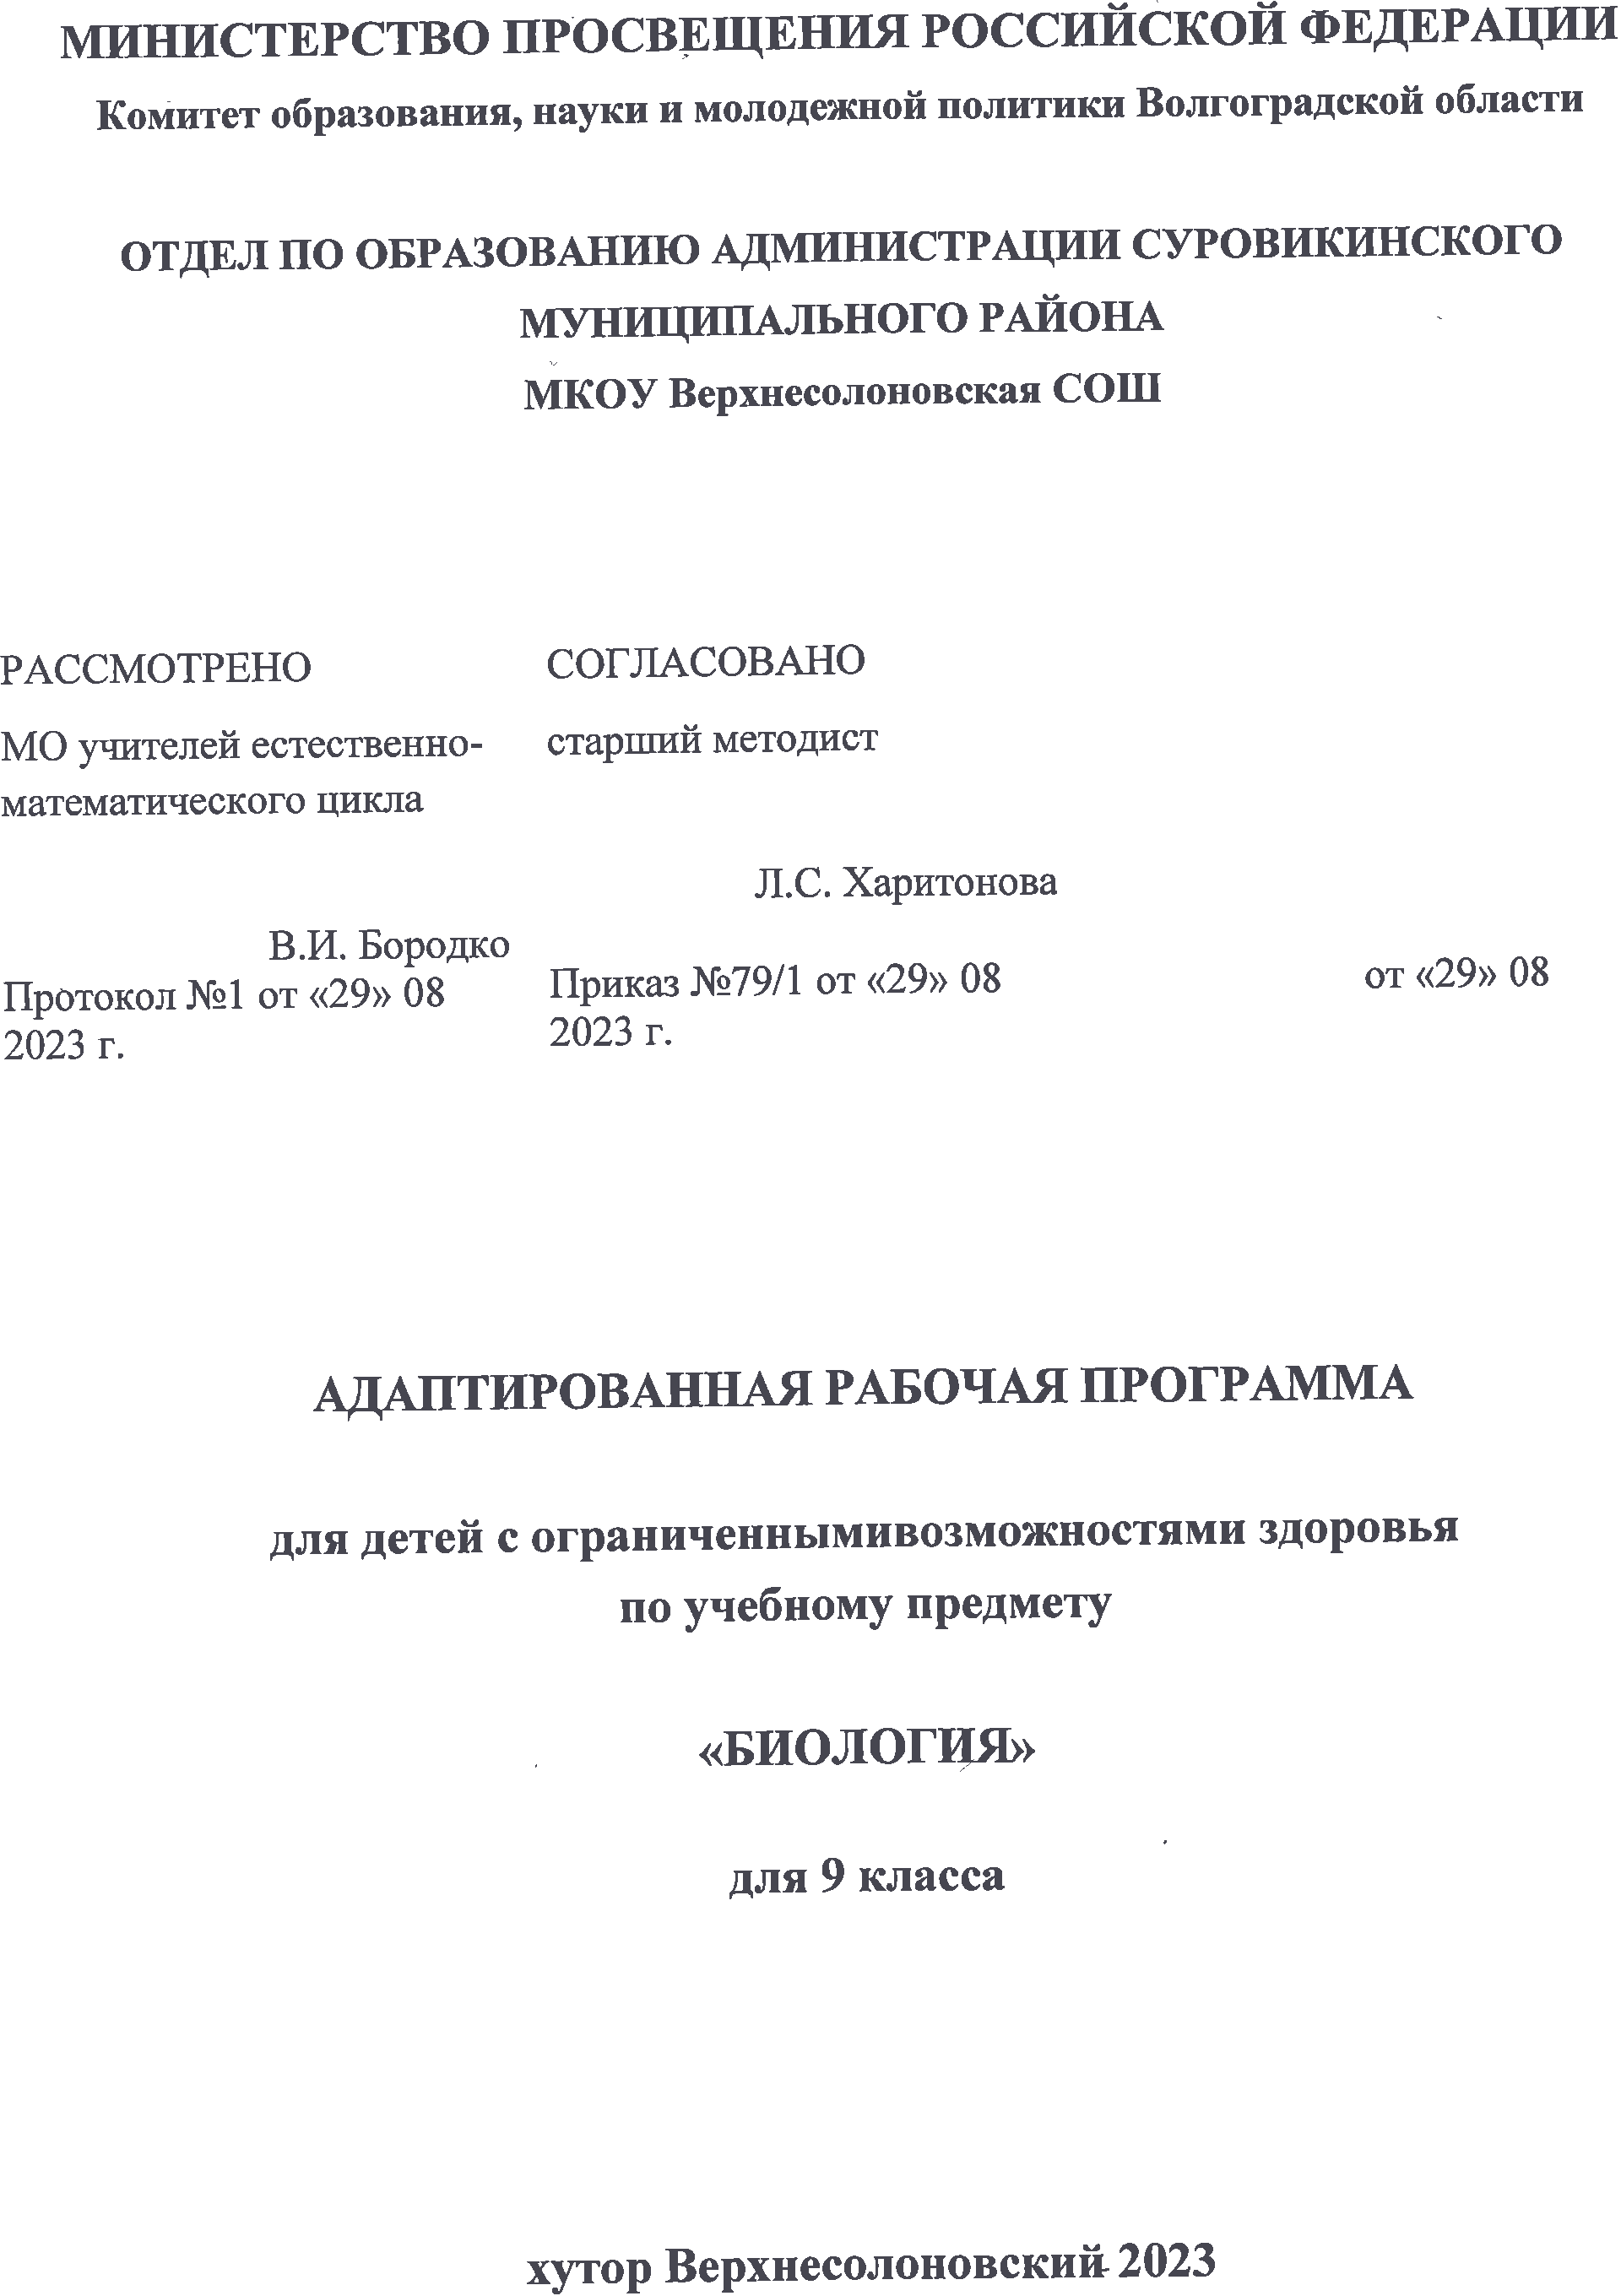 МИНИСТЕРСТВО ПРОСВЕЩЕНИЯ РОССИЙСКОЙ ФЕДЕРАЦИИ
Комитет образования, науки и молодежной политики Волгоградской области
ОТДЕЛ ПО ОБРАЗОВАНИЮ АДМИНИСТРАЦИИ СУРОВИКИНСКОГО
МУНИЦИПАЛЬНОГО РАЙОНА
МКОУ Верхнесолоновская СОШ
РАССМОТРЕНО
МО учителей естественно-
математического цикла
В.И. Бородко
Протокол №1 от «29» 08
2023 г.
СОГЛАСОВАНО
старший методист
Л.С. Харитонова
Приказ №79/1 от «29» 08
2023 г.
от «29» 08
АДАПТИРОВАННАЯ РАБОЧАЯ ПРОГРАММА
для детей с ограниченнымивозможностями здоровья
по учебному предмету
«БИОЛОГИЯ»
для 9 класса
хутор Верхнесолоновский 2023